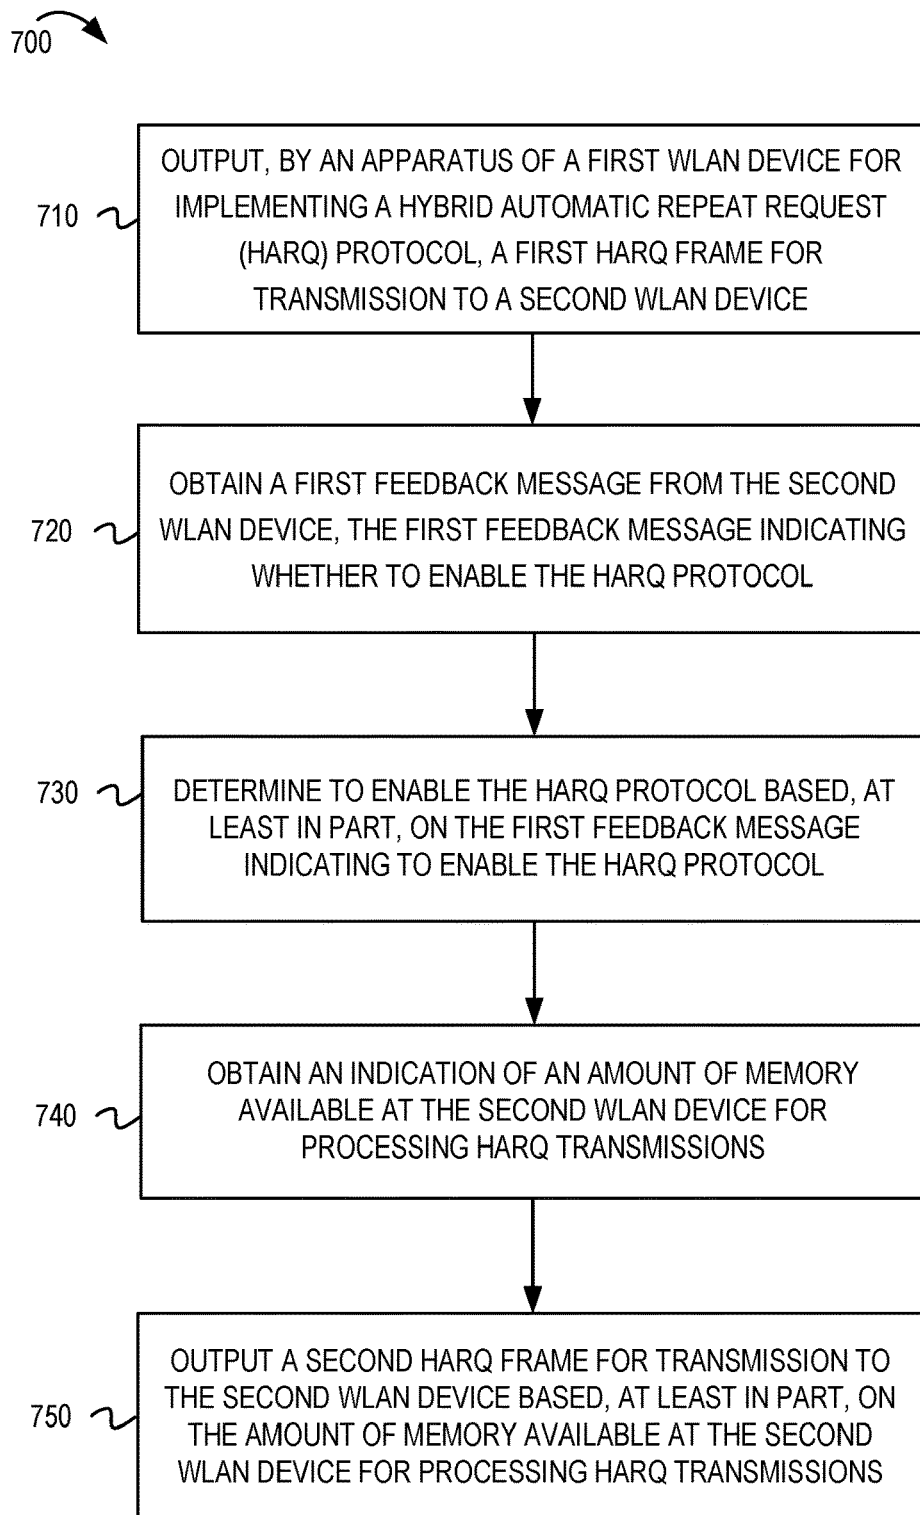 700
OUTPUT, BY AN APPARATUS OF A FIRST WLAN DEVICE FOR
IMPLEMENTING A HYBRID AUTOMATIC REPEAT REQUEST
(HARQ) PROTOCOL, A FIRST HARQ FRAME FOR
TRANSMISSION TO A SECOND WLAN DEVICE
710
OBTAIN A FIRST FEEDBACK MESSAGE FROM THE SECOND
WLAN DEVICE, THE FIRST FEEDBACK MESSAGE INDICATING
WHETHER TO ENABLE THE HARQ PROTOCOL
720
DETERMINE TO ENABLE THE HARQ PROTOCOL BASED, AT
LEAST IN PART, ON THE FIRST FEEDBACK MESSAGE
INDICATING TO ENABLE THE HARQ PROTOCOL
730
OBTAIN AN INDICATION OF AN AMOUNT OF MEMORY
AVAILABLE AT THE SECOND WLAN DEVICE FOR
PROCESSING HARQ TRANSMISSIONS
740
OUTPUT A SECOND HARQ FRAME FOR TRANSMISSION TO
THE SECOND WLAN DEVICE BASED, AT LEAST IN PART, ON
THE AMOUNT OF MEMORY AVAILABLE AT THE SECOND
WLAN DEVICE FOR PROCESSING HARQ TRANSMISSIONS
750